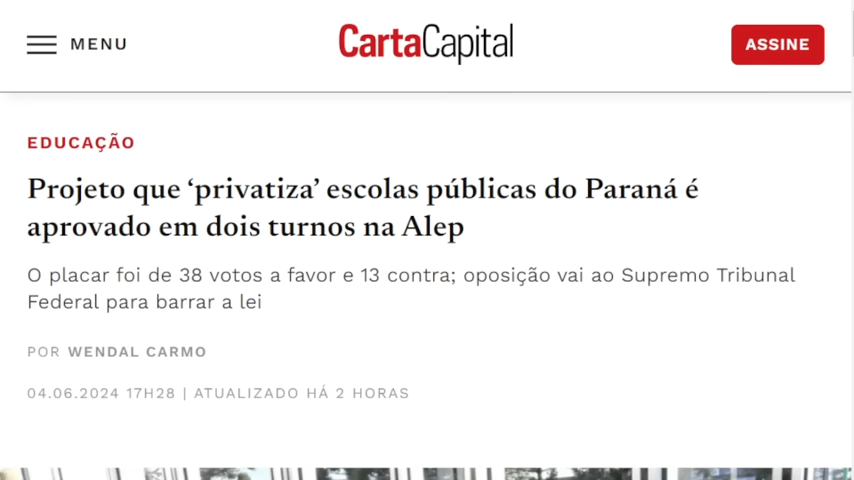 MENU
CartaCapital
ASSINE
EDUCAÇÃO
Projeto que ‘privatiza’ escolas públicas do Paraná é
aprovado em dois turnos na Alep
O placar foi de 38 votos a favor e 13 contra; oposição vai ao Supremo Tribunal
Federal para barrar a lei
POR WENDAL CARMO
04.06.2024 17H28 | ATUALIZADO HÁ 2 HORAS